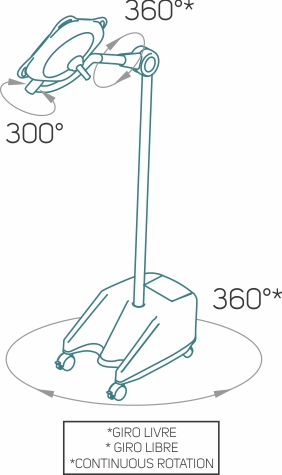 360°*
300°
360°*
*GIRO LIVRE
* GIRO LIBRE
*CONTINUOUS ROTATION